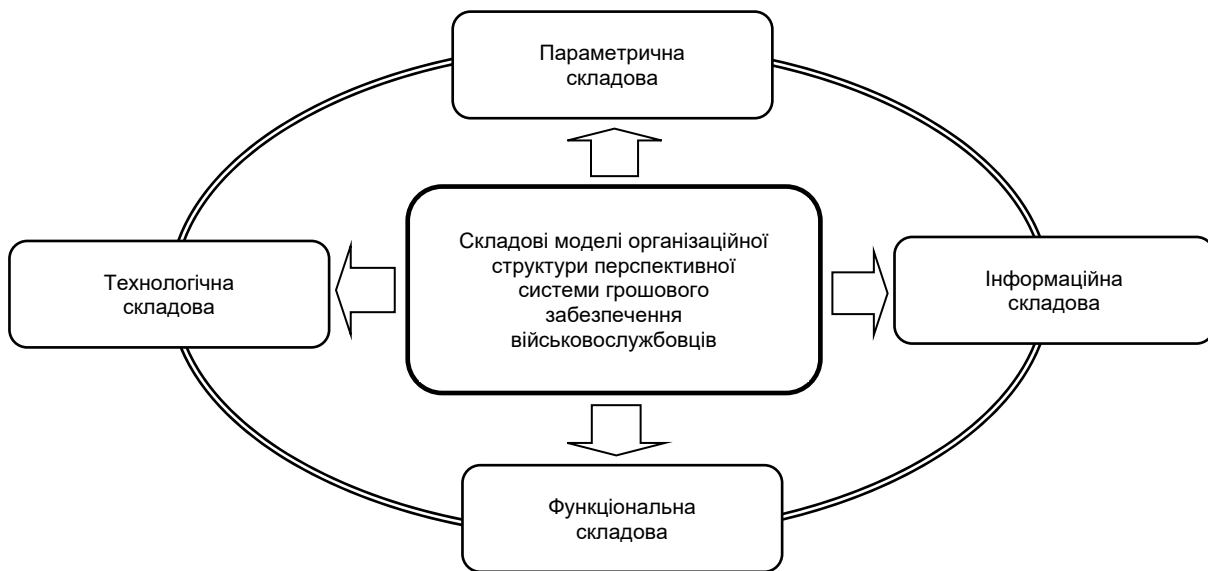 Параметрична
складова
Складові моделі організаційної
структури перспективної
системи грошового
забезпечення
військовослужбовців
Технологічна
складова
Інформаційна
складова
Функціональна
складова